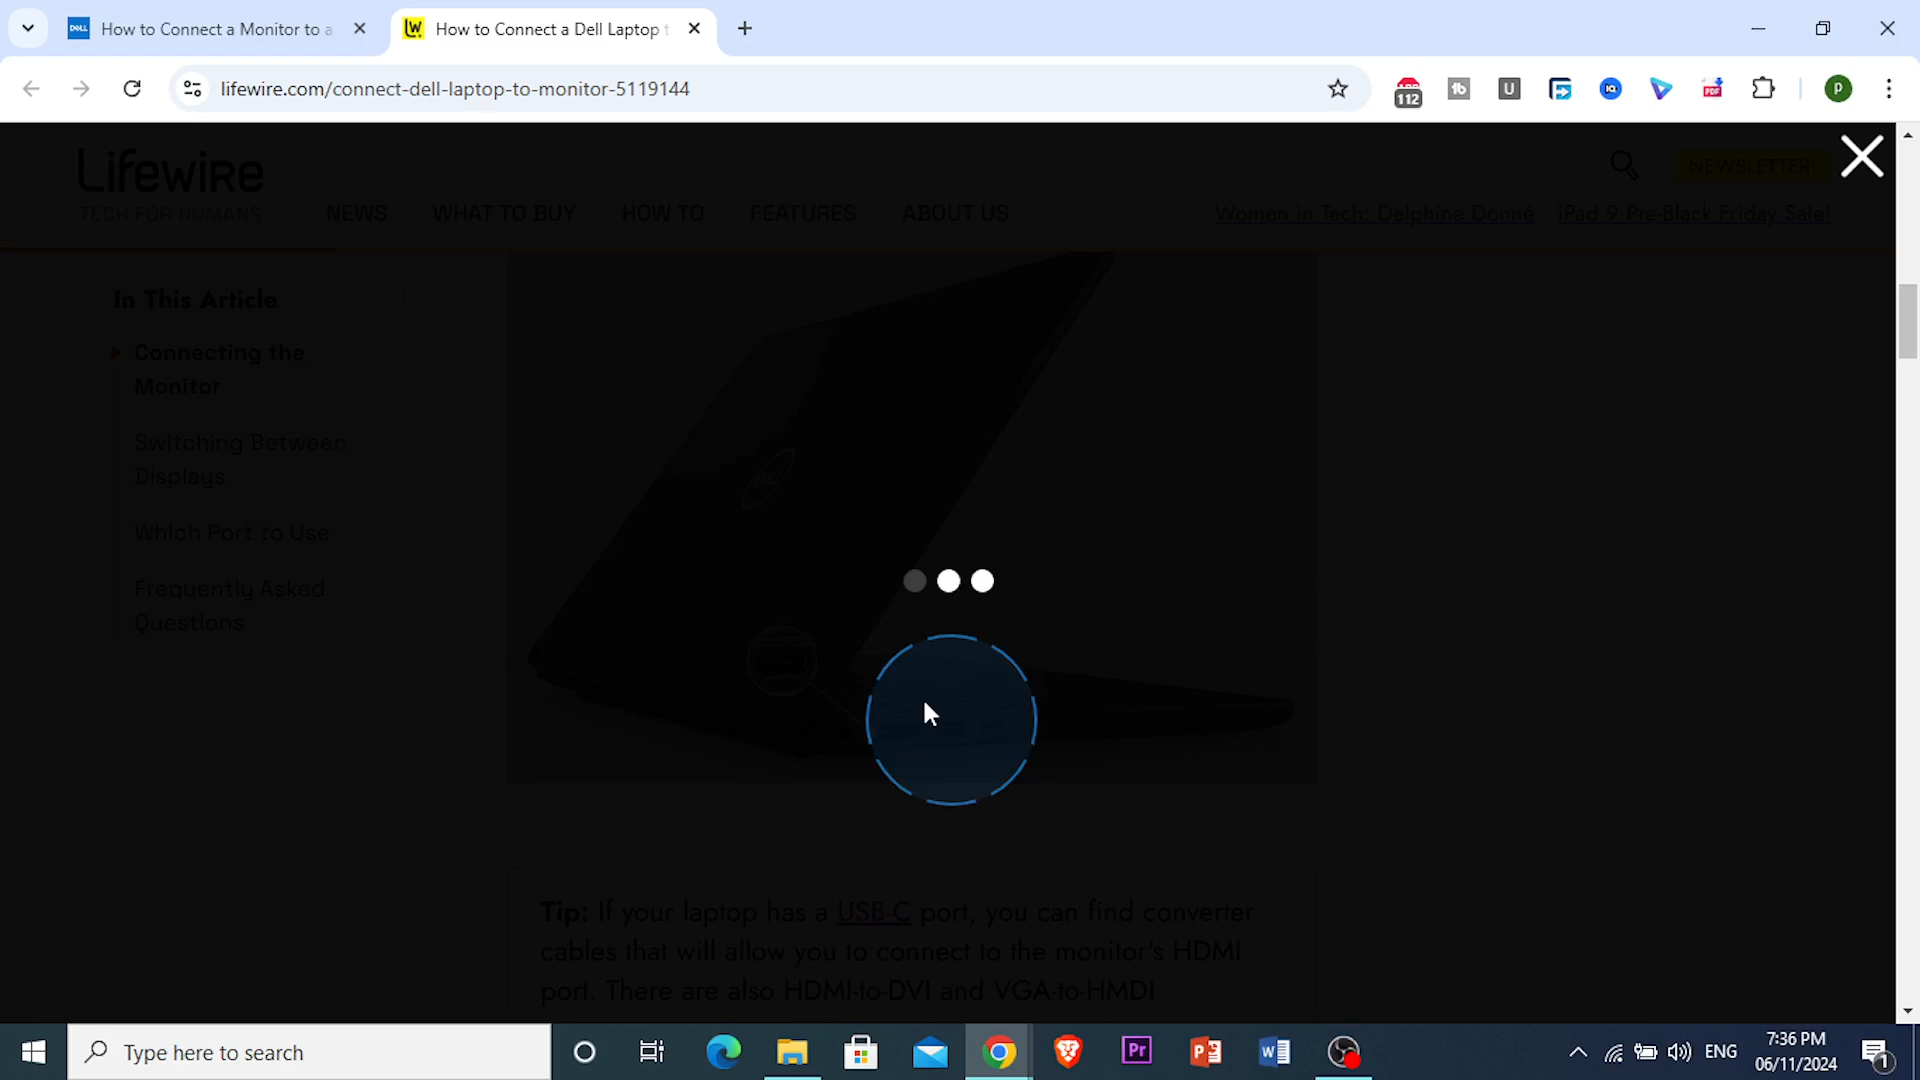 How to Connect a Monitor to a
How to Connect a Dell Laptop t
lifewire.com/connect-dell-laptop-to-monitor-5119144
112
Lifewire
TECH FOR HUMANS
NEWS
WHAT TO BUY
HOW TO
FEATURES
ABOUT US
NEWSLETTER!
Women in Tech: Delphine Donné
iPad 9 Pre-Black Friday Sale!
In This Article
Connecting the
Monitor
Switching Between
Displays
Which Port to Use
Frequently Asked
Questions
Tip: If your laptop has a USB-C port, you can find converter
cables that will allow you to connect to the monitor's HDMI
port. There are also HDMI-to-DVI and VGA-to-HMDI
Type here to search
ENG
7:36 PM
06/11/2024
1